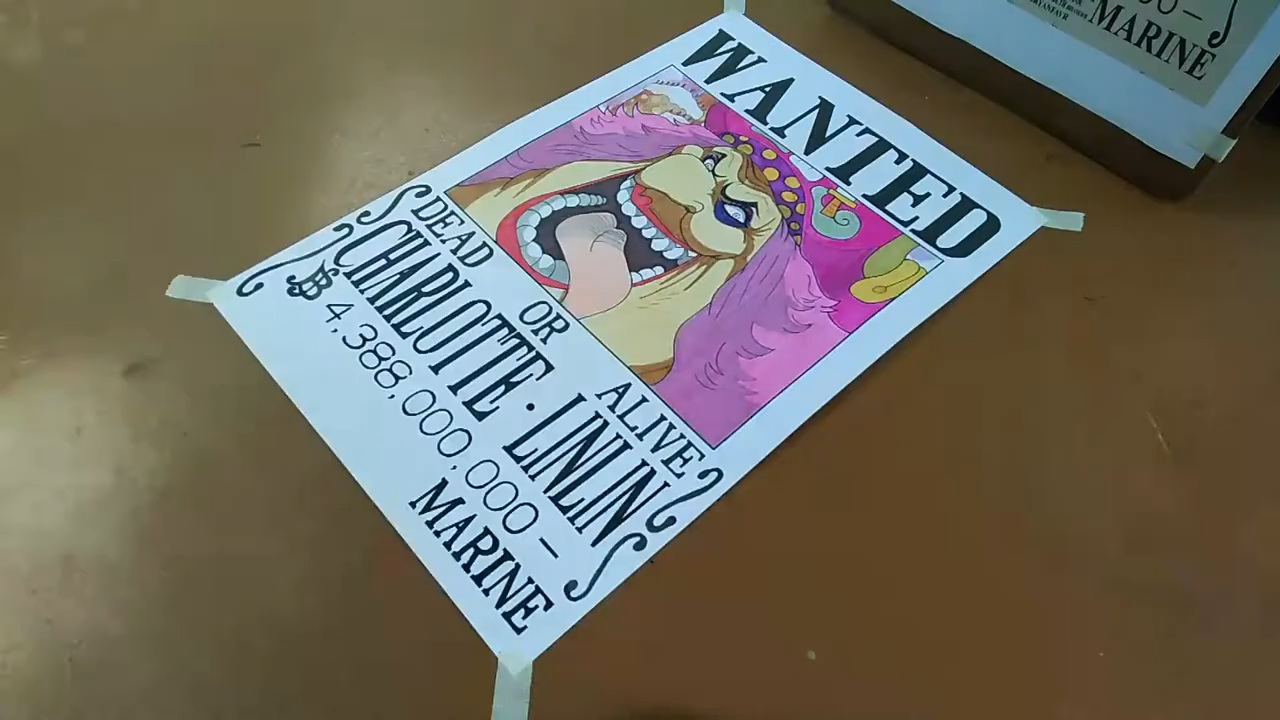 WANTED
DEAD OR ALIVE
CHARLOTTE · LINLIN
฿ 4,388,000,000 –
MARINE
MARINE